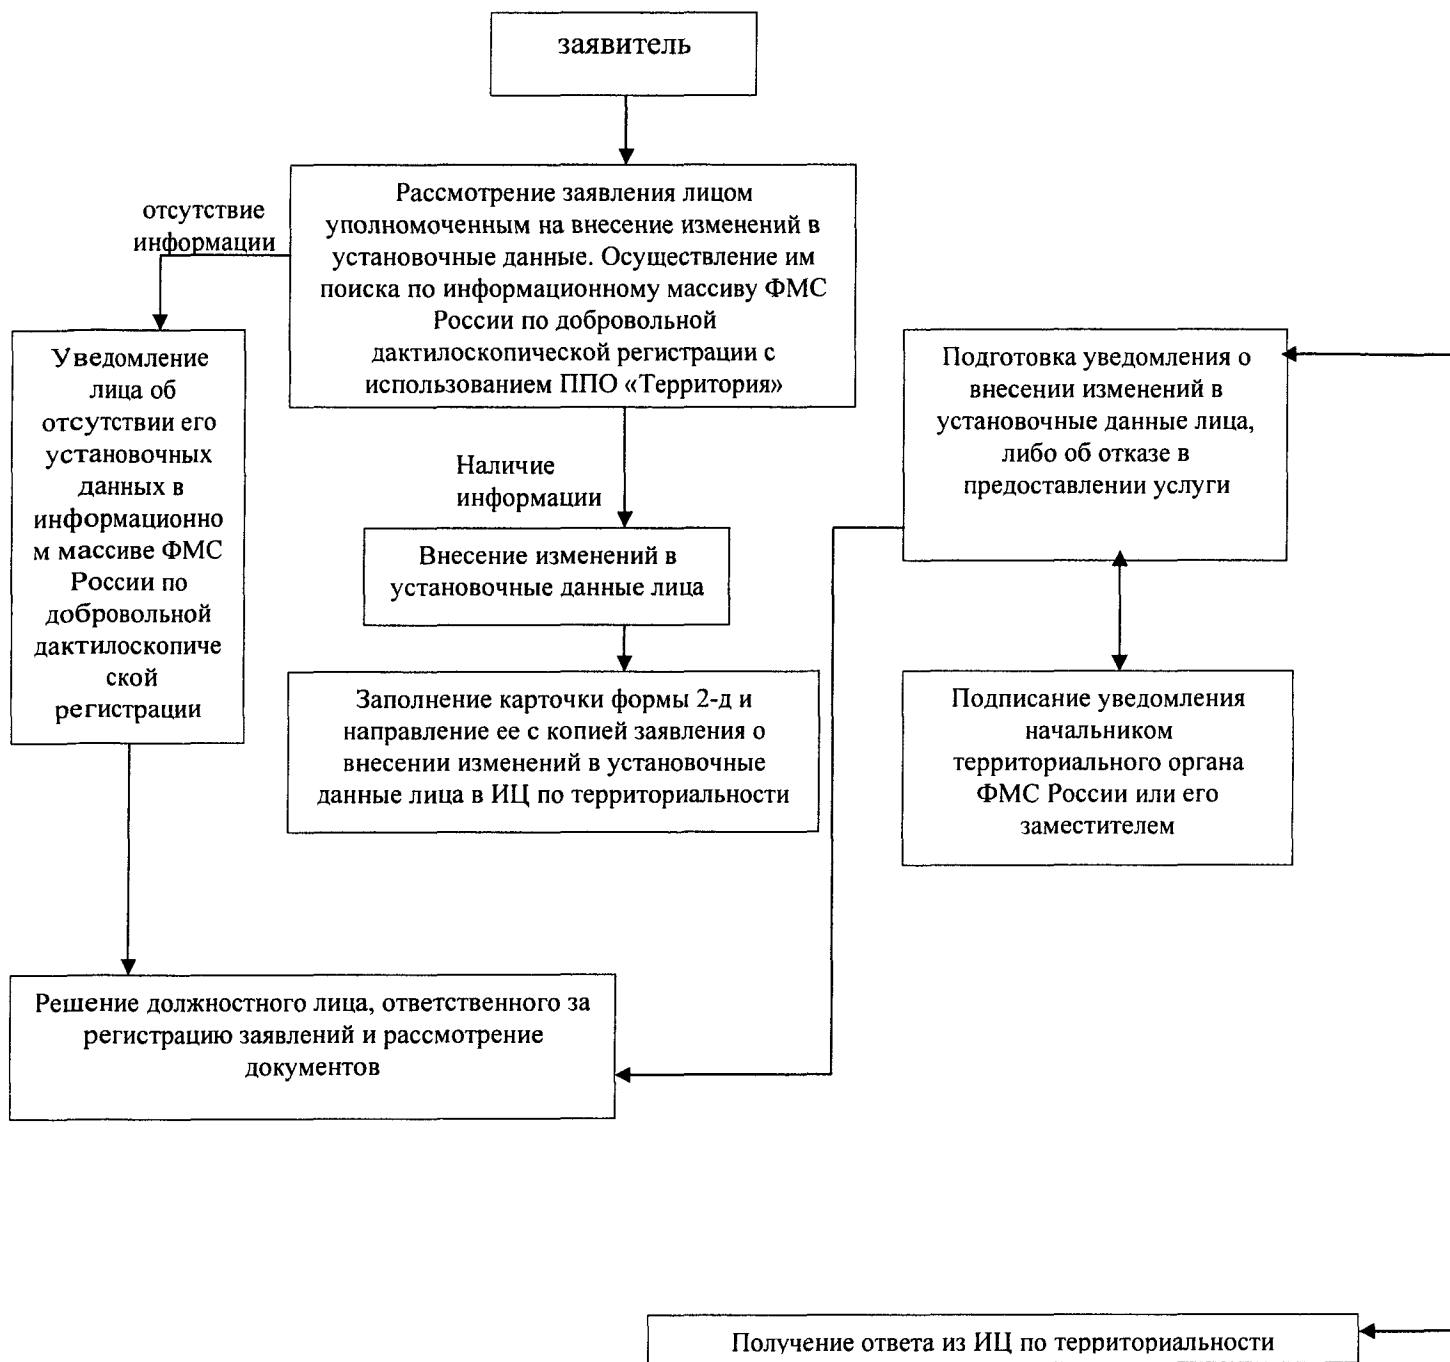 заявитель
Рассмотрение заявления лицом
уполномоченным на внесение изменений в
установочные данные. Осуществление им
поиска по информационному массиву ФМС
России по добровольной
дактилоскопической регистрации с
использованием ППО «Территория»
отсутствие
информации
Уведомление
лица об
отсутствии его
установочных
данных в
информационно
м массиве ФМС
России по
добровольной
дактилоскопиче
ской
регистрации
Наличие
информации
Внесение изменений в
установочные данные лица
Заполнение карточки формы 2-д и
направление ее с копией заявления о
внесении изменений в установочные
данные лица в ИЦ по территориальности
Подготовка уведомления о
внесении изменений в
установочные данные лица,
либо об отказе в
предоставлении услуги
Подписание уведомления
начальником
территориального органа
ФМС России или его
заместителем
Решение должностного лица, ответственного за
регистрацию заявлений и рассмотрение
документов
Получение ответа из ИЦ по территориальности